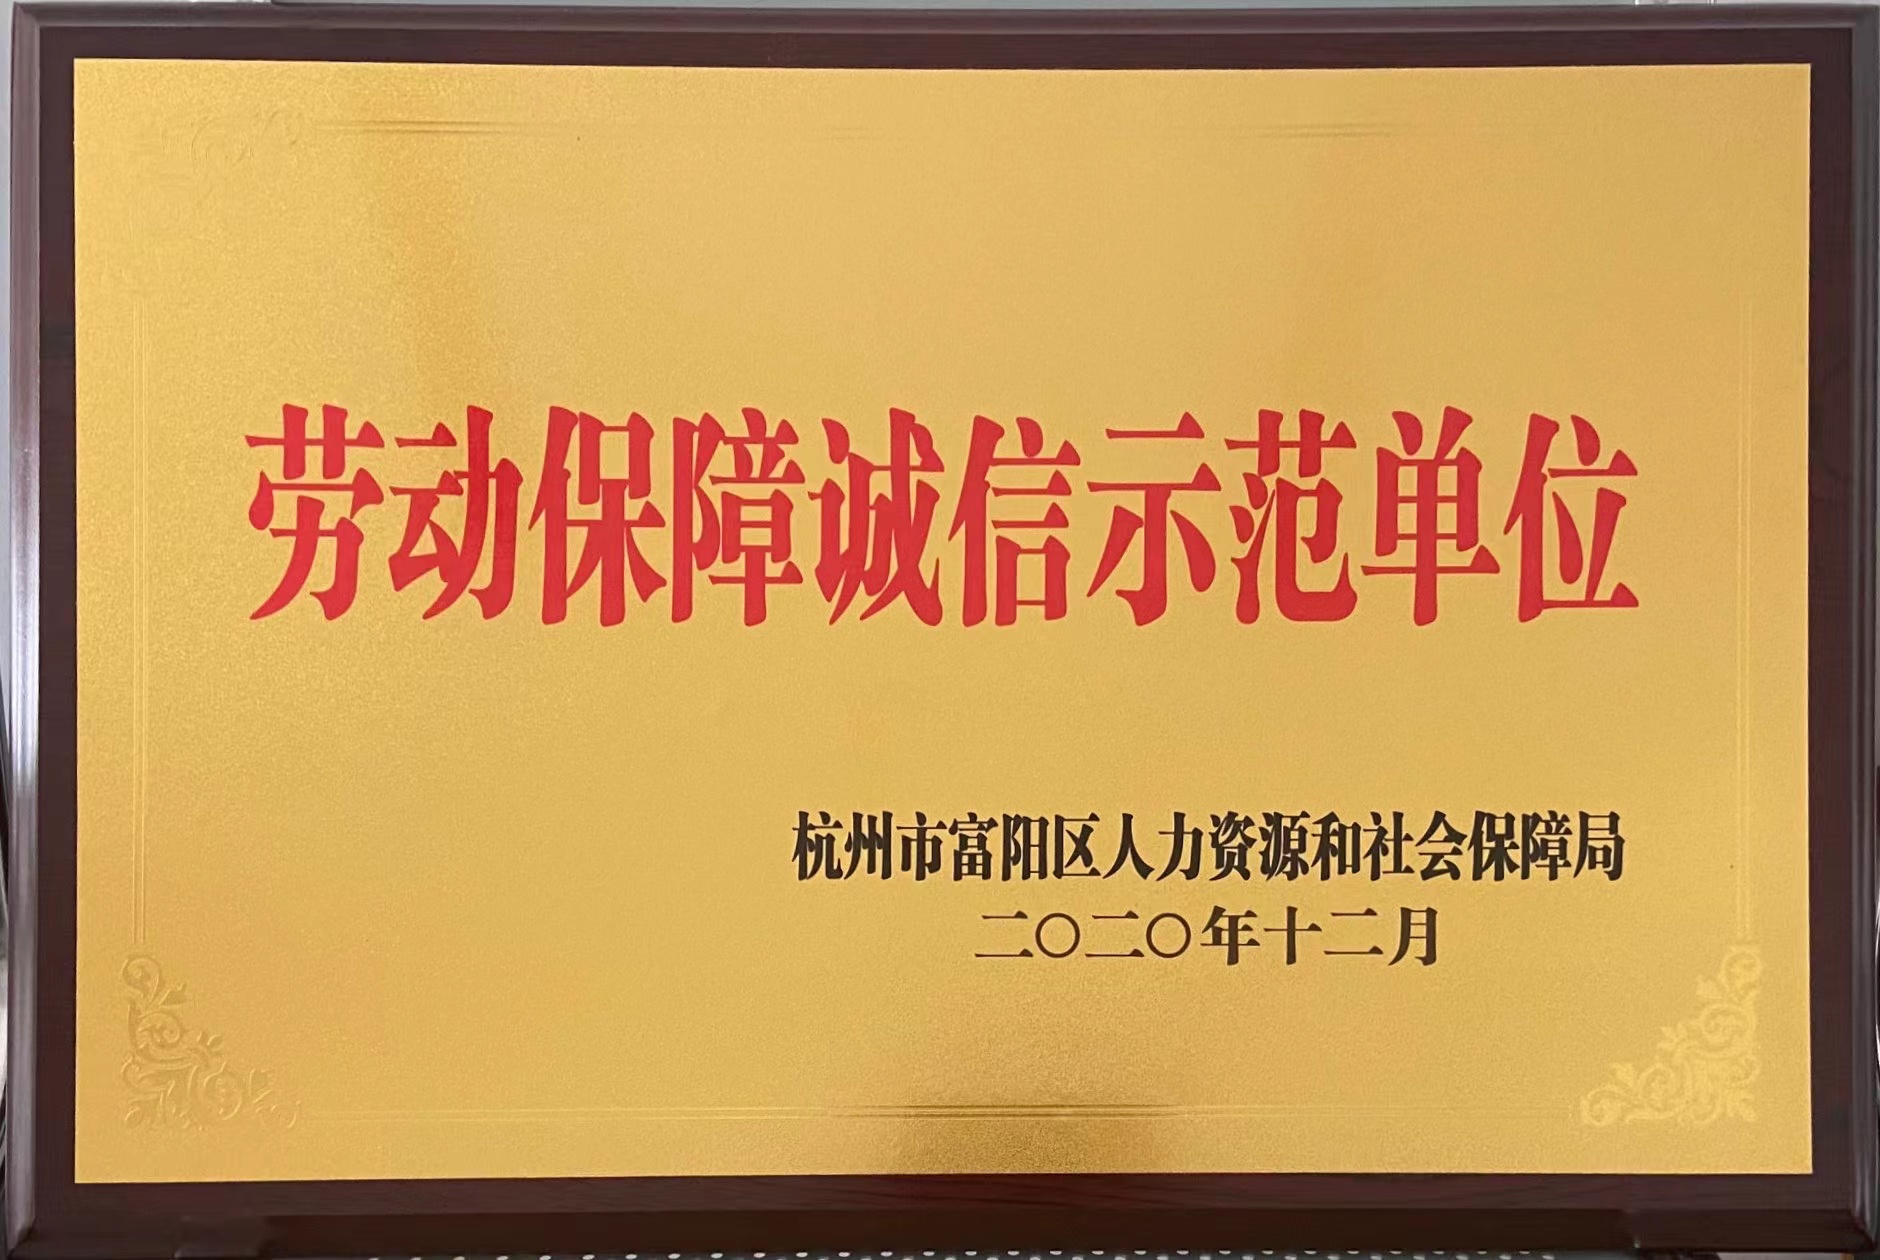 劳动保障诚信示范单位
杭州市富阳区人力资源和社会保障局
二〇二〇年十二月